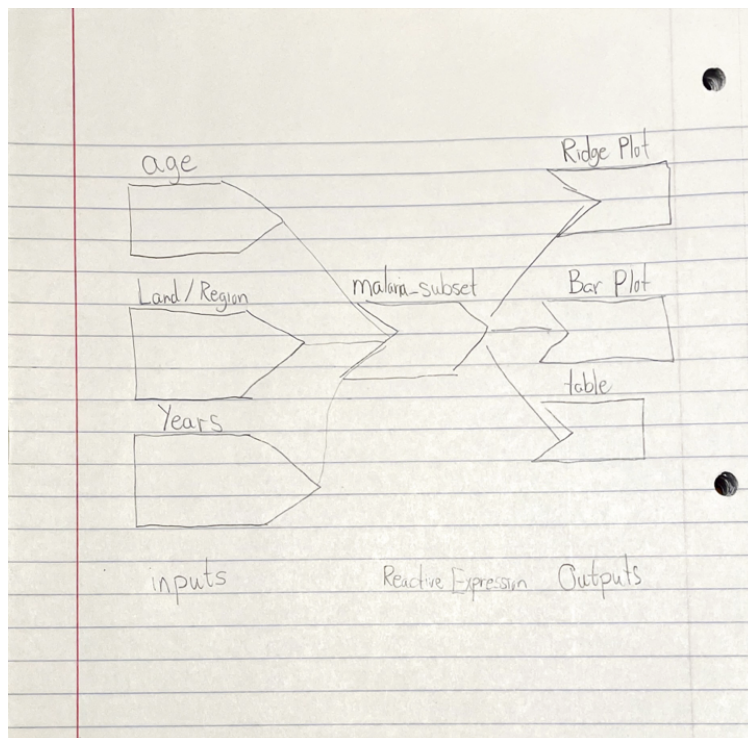 age
Ridge Plot
Land/Region
malaria_subset
Bar Plot
Years
table
inputs
Reactive Expression
Outputs